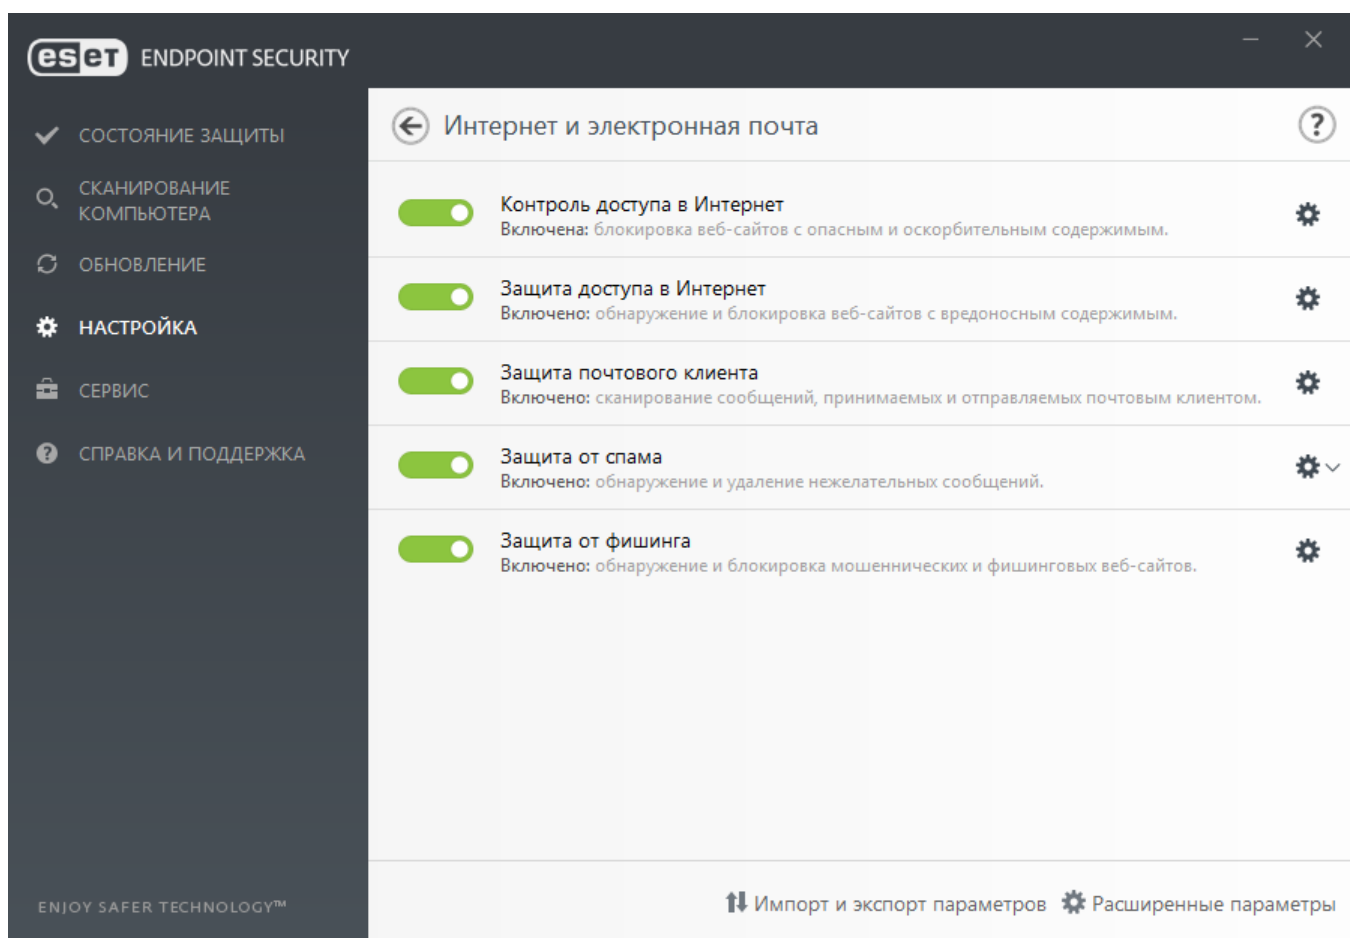 eset ENDPOINT SECURITY
СОСТОЯНИЕ ЗАЩИТЫ
СКАНИРОВАНИЕ
КОМПЬЮТЕРА
ОБНОВЛЕНИЕ
НАСТРОЙКА
СЕРВИС
СПРАВКА И ПОДДЕРЖКА
ENJOY SAFER TECHNOLOGY™
Интернет и электронная почта
?
Контроль доступа в Интернет
Включена: блокировка веб-сайтов с опасным и оскорбительным содержимым.
Защита доступа в Интернет
Включено: обнаружение и блокировка веб-сайтов с вредоносным содержимым.
Защита почтового клиента
Включено: сканирование сообщений, принимаемых и отправляемых почтовым клиентом.
Защита от спама
Включено: обнаружение и удаление нежелательных сообщений.
Защита от фишинга
Включено: обнаружение и блокировка мошеннических и фишинговых веб-сайтов.
Импорт и экспорт параметров Расширенные параметры